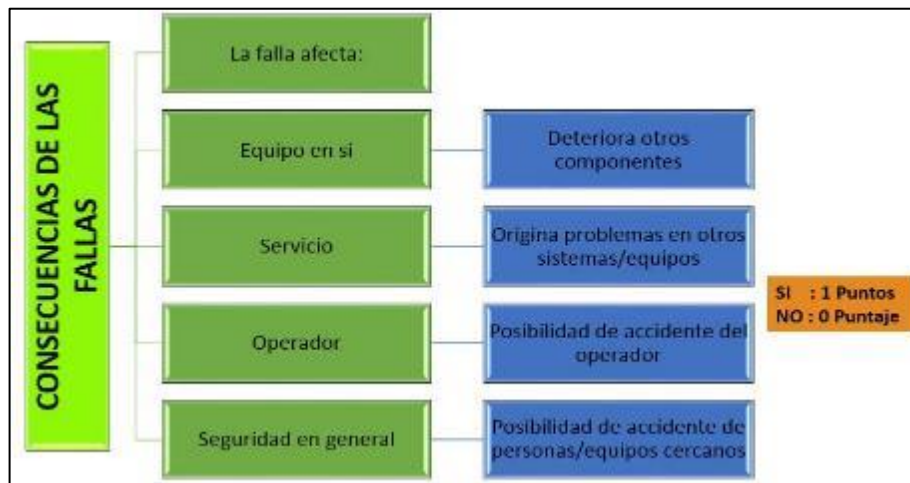 CONSECUENCIAS DE LAS
FALLAS
La falla afecta:
Equipo en si
Deteriora otros
componentes
Servicio
Origina problemas en otros
sistemas/equipos
Operador
Posibilidad de accidente del
operador
Seguridad en general
Posibilidad de accidente de
personas/equipos cercanos
SI : 1 Puntos
NO : 0 Puntaje